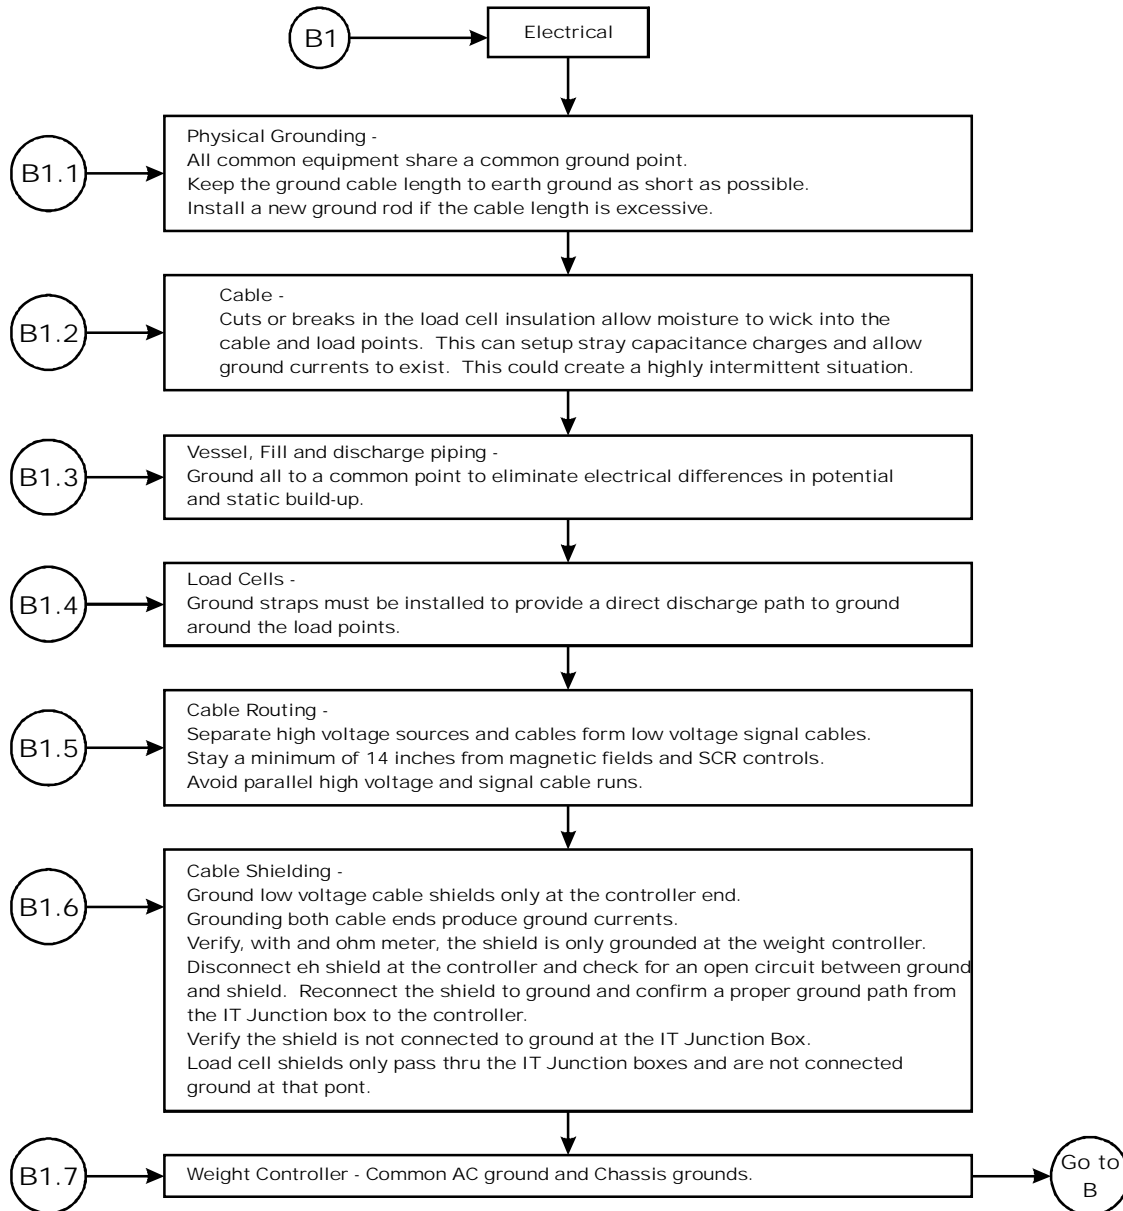 B1
Electrical
B1.1
Physical Grounding -
All common equipment share a common ground point.
Keep the ground cable length to earth ground as short as possible.
Install a new ground rod if the cable length is excessive.
B1.2
Cable -
Cuts or breaks in the load cell insulation allow moisture to wick into the
cable and load points.  This can setup stray capacitance charges and allow
ground currents to exist.  This could create a highly intermittent situation.
B1.3
Vessel, Fill and discharge piping -
Ground all to a common point to eliminate electrical differences in potential
and static build-up.
B1.4
Load Cells -
Ground straps must be installed to provide a direct discharge path to ground
around the load points.
B1.5
Cable Routing -
Separate high voltage sources and cables form low voltage signal cables.
Stay a minimum of 14 inches from magnetic fields and SCR controls.
Avoid parallel high voltage and signal cable runs.
B1.6
Cable Shielding -
Ground low voltage cable shields only at the controller end.
Grounding both cable ends produce ground currents.
Verify, with and ohm meter, the shield is only grounded at the weight controller.
Disconnect eh shield at the controller and check for an open circuit between ground
and shield.  Reconnect the shield to ground and confirm a proper ground path from
the IT Junction box to the controller.
Verify the shield is not connected to ground at the IT Junction Box.
Load cell shields only pass thru the IT Junction boxes and are not connected
ground at that pont.
B1.7
Weight Controller - Common AC ground and Chassis grounds.
Go to
B